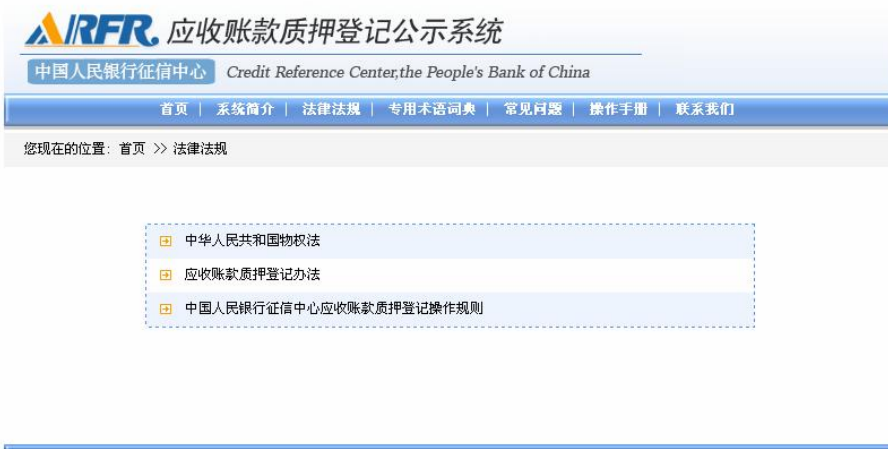 ARFR 应收账款质押登记公示系统
中国人民银行征信中心 Credit Reference Center,the People's Bank of China
首页 | 系统简介 | 法律法规 | 专用术语词典 | 常见问题 | 操作手册 | 联系我们
您现在的位置: 首页 >> 法律法规
中华人民共和国物权法
应收账款质押登记办法
中国人民银行征信中心应收账款质押登记操作规则